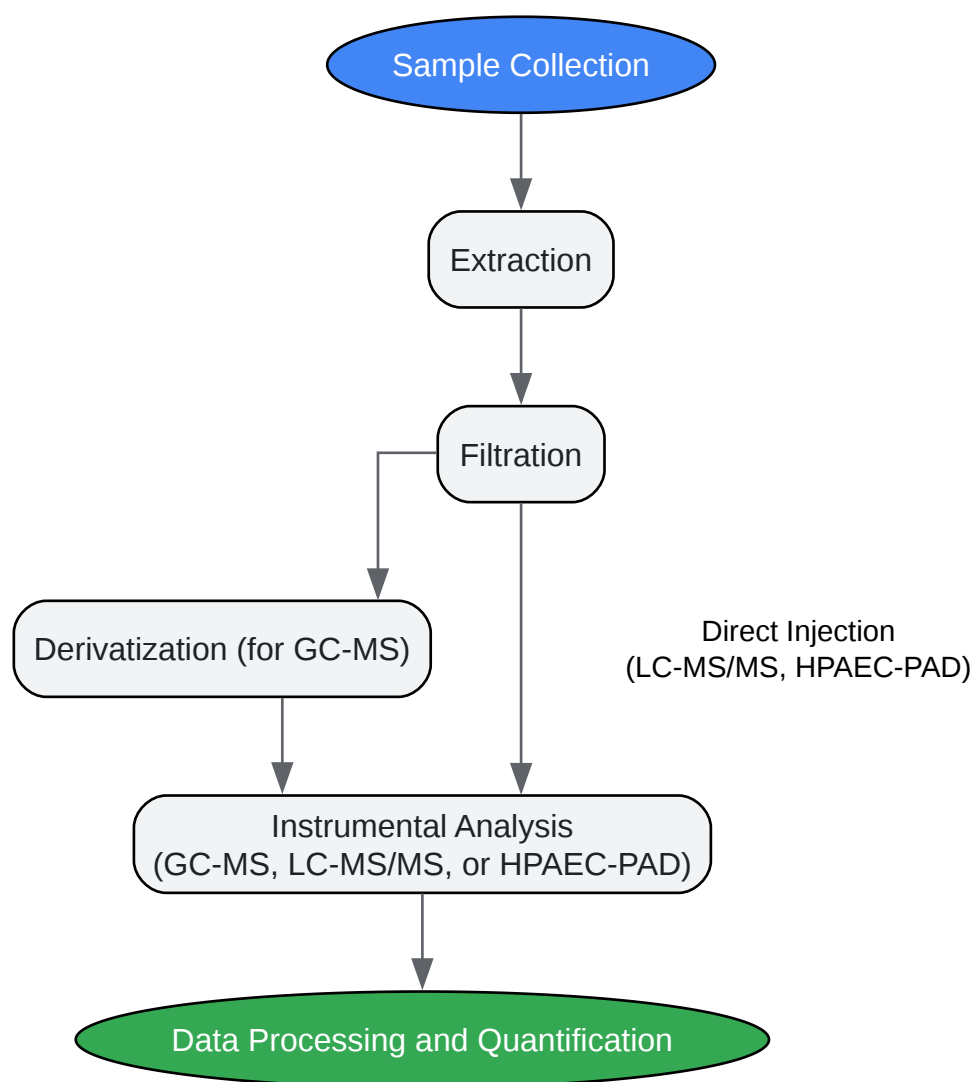 Sample Collection
Extraction
Filtration
Derivatization (for GC-MS)
Direct Injection
(LC-MS/MS, HPAEC-PAD)
Instrumental Analysis
(GC-MS, LC-MS/MS, or HPAEC-PAD)
Data Processing and Quantification